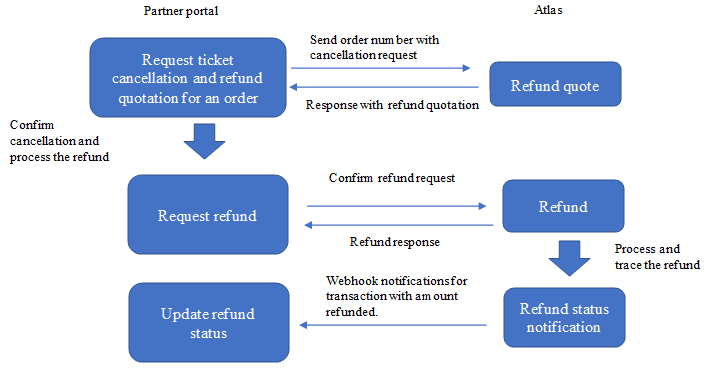 Partner portal
Atlas
Request ticket
cancellation and refund
quotation for an order
Send order number with
cancellation request
Response with refund quotation
Refund quote
Confirm
cancellation and
process the refund
Request refund
Confirm refund request
Refund response
Refund
Process and
trace the refund
Update refund
status
Webhook notifications for
transaction with amount
refunded.
Refund status
notification